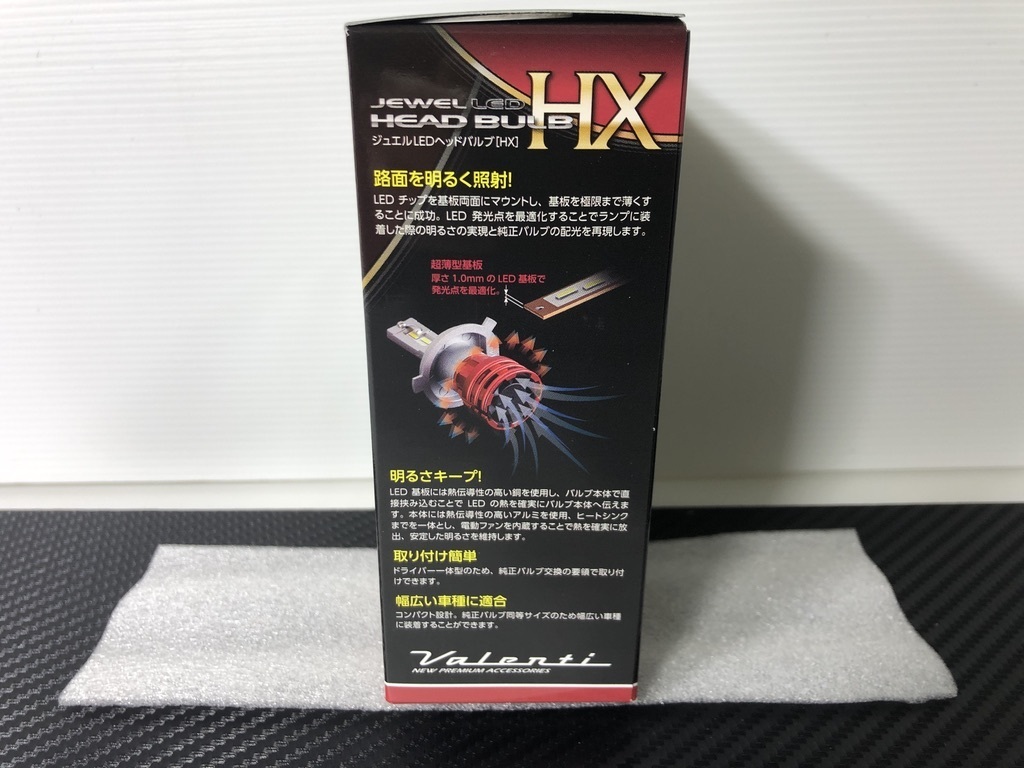 JEWEL LED
HEAD BULB HX
ジュエルLEDヘッドバルブ[HX]
路面を明るく照射!
LED チップを基板両面にマウントし、基板を極限まで薄くす
ることに成功。LED 発光点を最適化することでランプに装
着した際の明るさの実現と純正バルブの配光を再現します。
超薄型基板
厚さ1.0mm の LED 基板で
発光点を最適化。
明るさキープ!
LED 基板には熱伝導性の高い銅を使用し、バルブ本体で直
接挟み込むことで LED の熱を確実にバルブ本体へ伝えま
す。本体には熱伝導性の高いアルミを使用、ヒートシンク
までを一体とし、電動ファンを内蔵することで熱を確実に放
出、安定した明るさを維持します。
取り付け簡単
ドライバー一体型のため、純正バルブ交換の要領で取り付
けできます。
幅広い車種に適合
コンパクト設計。純正バルブ同等サイズのため幅広い車種
に装着することができます。
Valenti
NEW PREMIUM ACCESSORIES